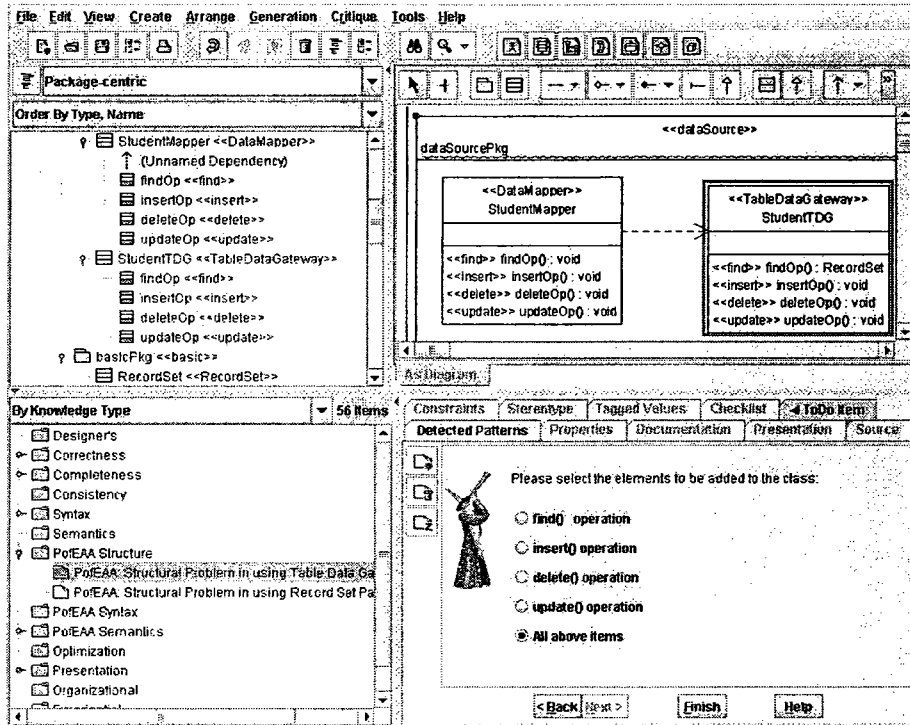 File Edit View Create Arrange Generation Critique Tools Help
Package-centric
Order By Type, Name
StudentMapper <<DataMapper>>
(Unnamed Dependency)
findOp <<find>>
insertOp <<insert>>
deleteOp <<delete>>
updateOp <<update>>
StudentTDG <<TableDataGateway>>
findOp <<find>>
insertOp <<insert>>
deleteOp <<delete>>
updateOp <<update>>
basicPkg <<basic>>
RecordSet <<RecordSet>>
<<dataSource>>
dataSourcePkg
<<DataMapper>>
StudentMapper
<<find>> findOp() : void
<<insert>> insertOp() : void
<<delete>> deleteOp() : void
<<update>> updateOp() : void
<<TableDataGateway>>
StudentTDG
<<find>> findOp() : RecordSet
<<insert>> insertOp() : void
<<delete>> deleteOp() : void
<<update>> updateOp() : void
As Diagram
By Knowledge Type 56 Items
Designer's
Correctness
Completeness
Consistency
Syntax
Semantics
PofEAA Structure
PofEAA: Structural Problem in using Table Data Ga
PofEAA: Structural Problem in using Record Set Pa
PofEAA Syntax
PofEAA Semantics
Optimization
Presentation
Organizational
Constraints Stereotype Tagged Values Checklist ToDo Item
Detected Patterns Properties Documentation Presentation Source
Please select the elements to be added to the class:
find() operation
insert() operation
delete() operation
update() operation
All above items
< Back Next > Finish Help